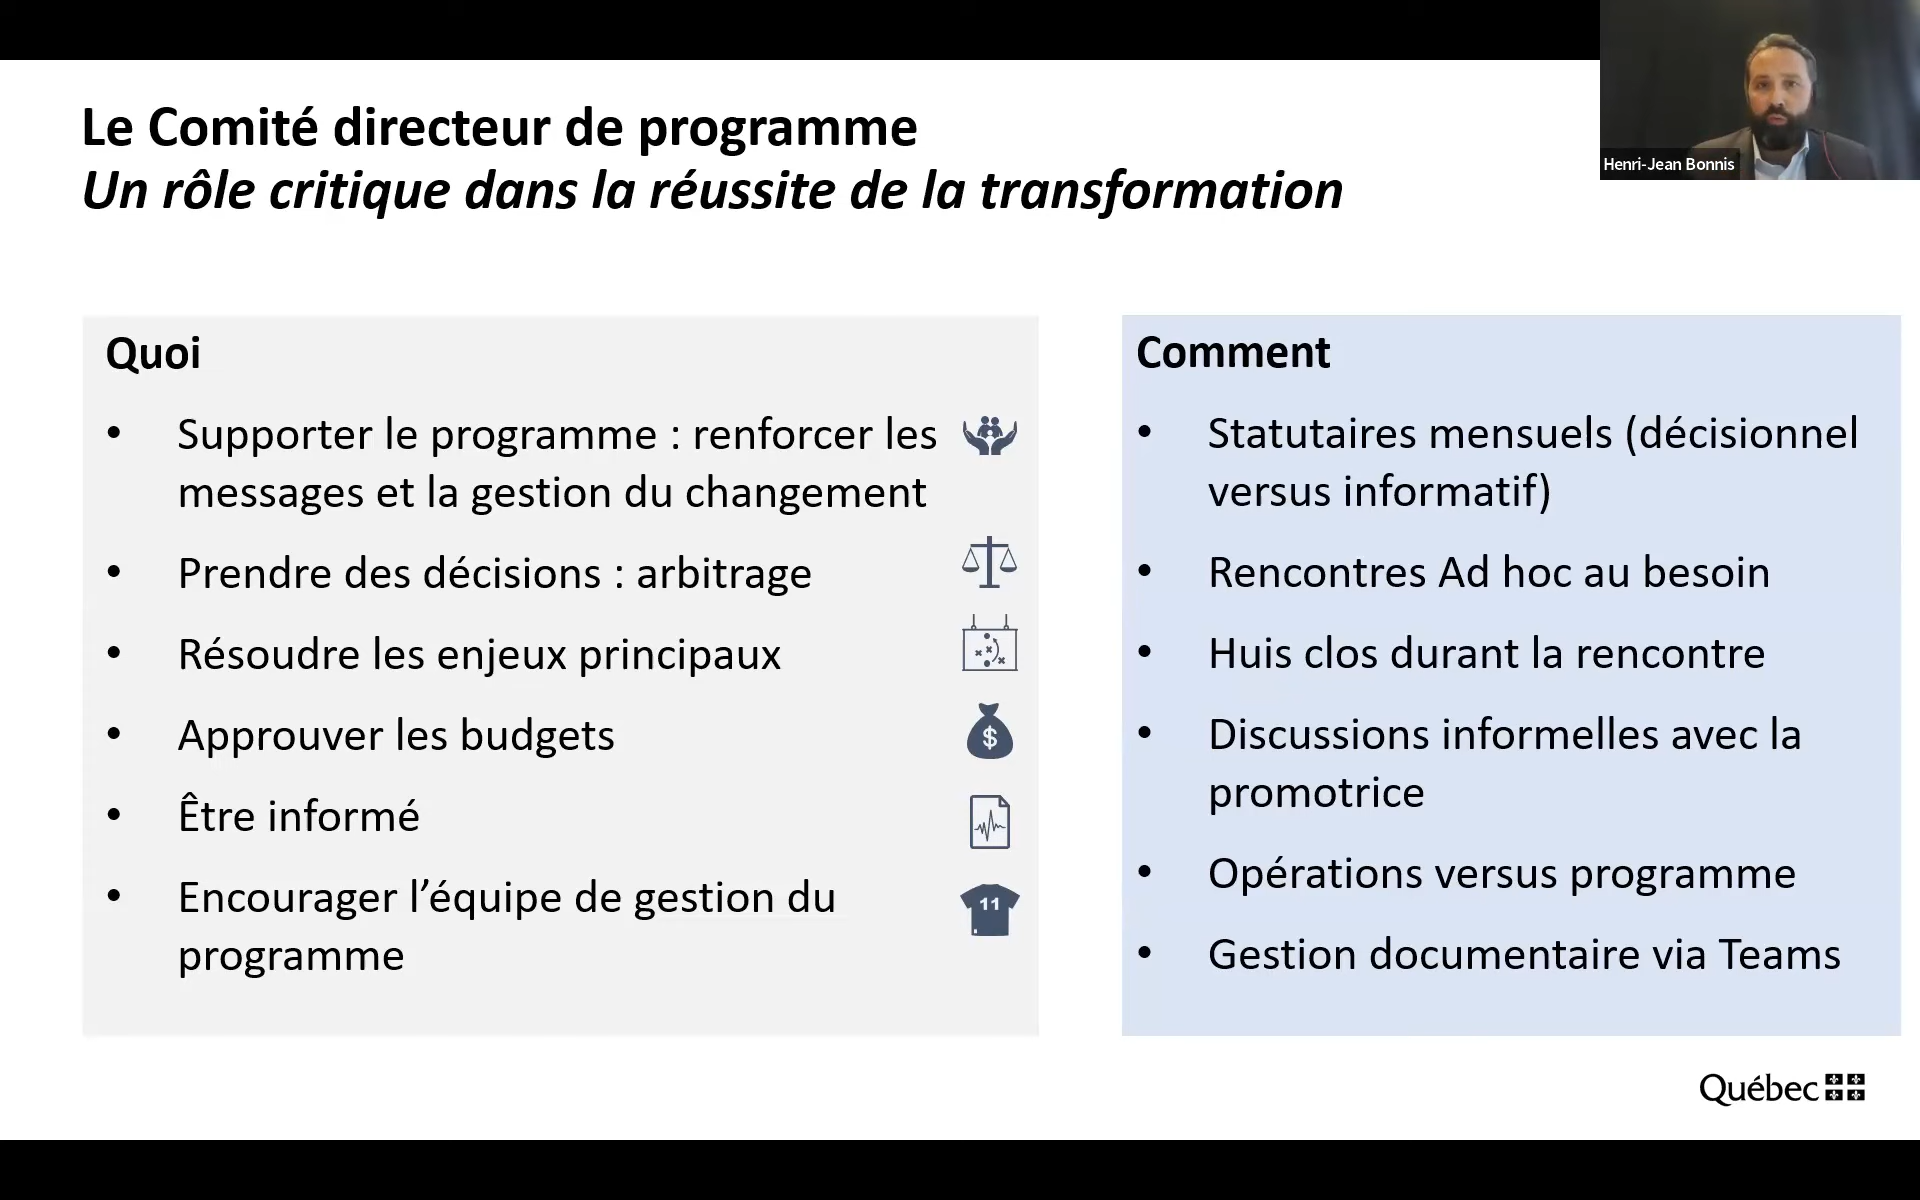 Le Comité directeur de programme
Un rôle critique dans la réussite de la transformation
Henri-Jean Bonnis
Quoi
• Supporter le programme : renforcer les
messages et la gestion du changement
• Prendre des décisions : arbitrage
• Résoudre les enjeux principaux
• Approuver les budgets
$
• Être informé
• Encourager l’équipe de gestion du
programme
11
Comment
• Statutaires mensuels (décisionnel
versus informatif)
• Rencontres Ad hoc au besoin
• Huis clos durant la rencontre
• Discussions informelles avec la
promotrice
• Opérations versus programme
• Gestion documentaire via Teams
Québec